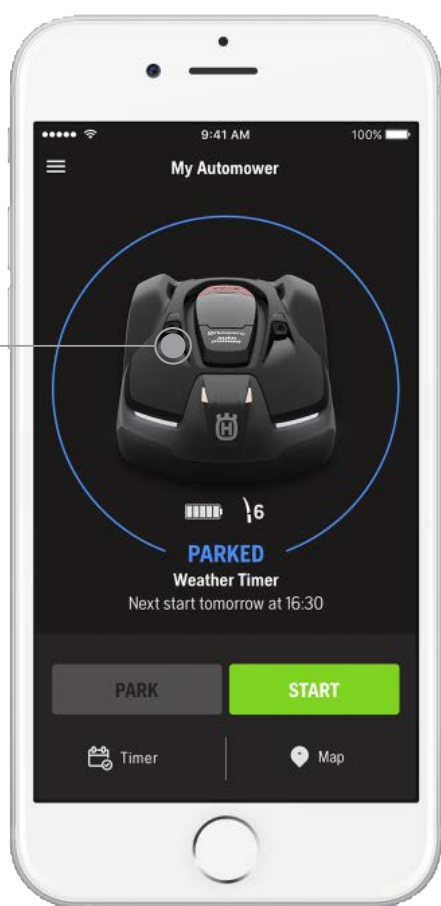 9:41 AM 100%
My Automower
6
PARKED
Weather Timer
Next start tomorrow at 16:30
PARK START
Timer Map